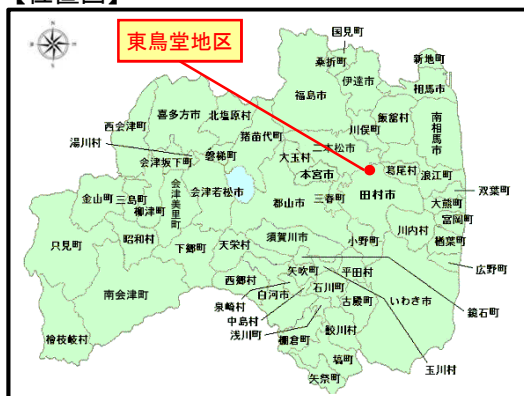 【位置図】
東鳥堂地区
国見町
桑折町
新地町
伊達市
相馬市
福島市
喜多方市
北塩原村
飯舘村
川俣町
南相馬市
西会津町
猪苗代町
二本松市
湯川村
磐梯町
大玉村
葛尾村
浪江町
会津坂下町
本宮市
双葉町
金山町
三島町
会津美里町
会津若松市
田村市
大熊町
柳津町
郡山市
三春町
富岡町
川内村
楢葉町
只見町
昭和村
下郷町
天栄村
須賀川市
小野町
広野町
西郷村
矢吹町
平田村
南会津町
泉崎村
白河市
石川町
古殿町
いわき市
鏡石町
中島村
浅川町
鮫川村
棚倉町
檜枝岐村
塙町
玉川村
矢祭町